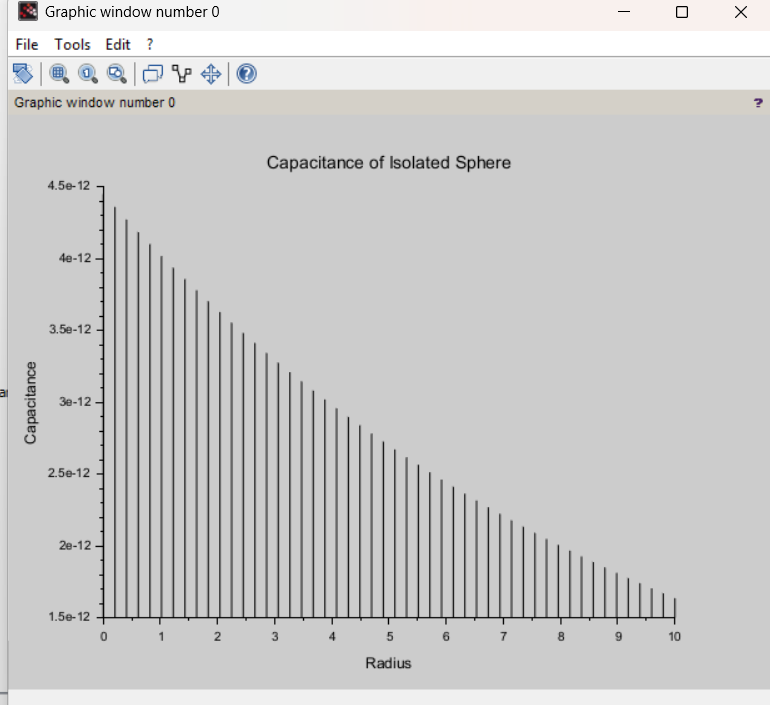 Graphic window number 0
File Tools Edit ?
Graphic window number 0 ?
Capacitance of Isolated Sphere
4.5e-12
4e-12
3.5e-12
3e-12
2.5e-12
2e-12
1.5e-12
Capacitance
0 1 2 3 4 5 6 7 8 9 10
Radius